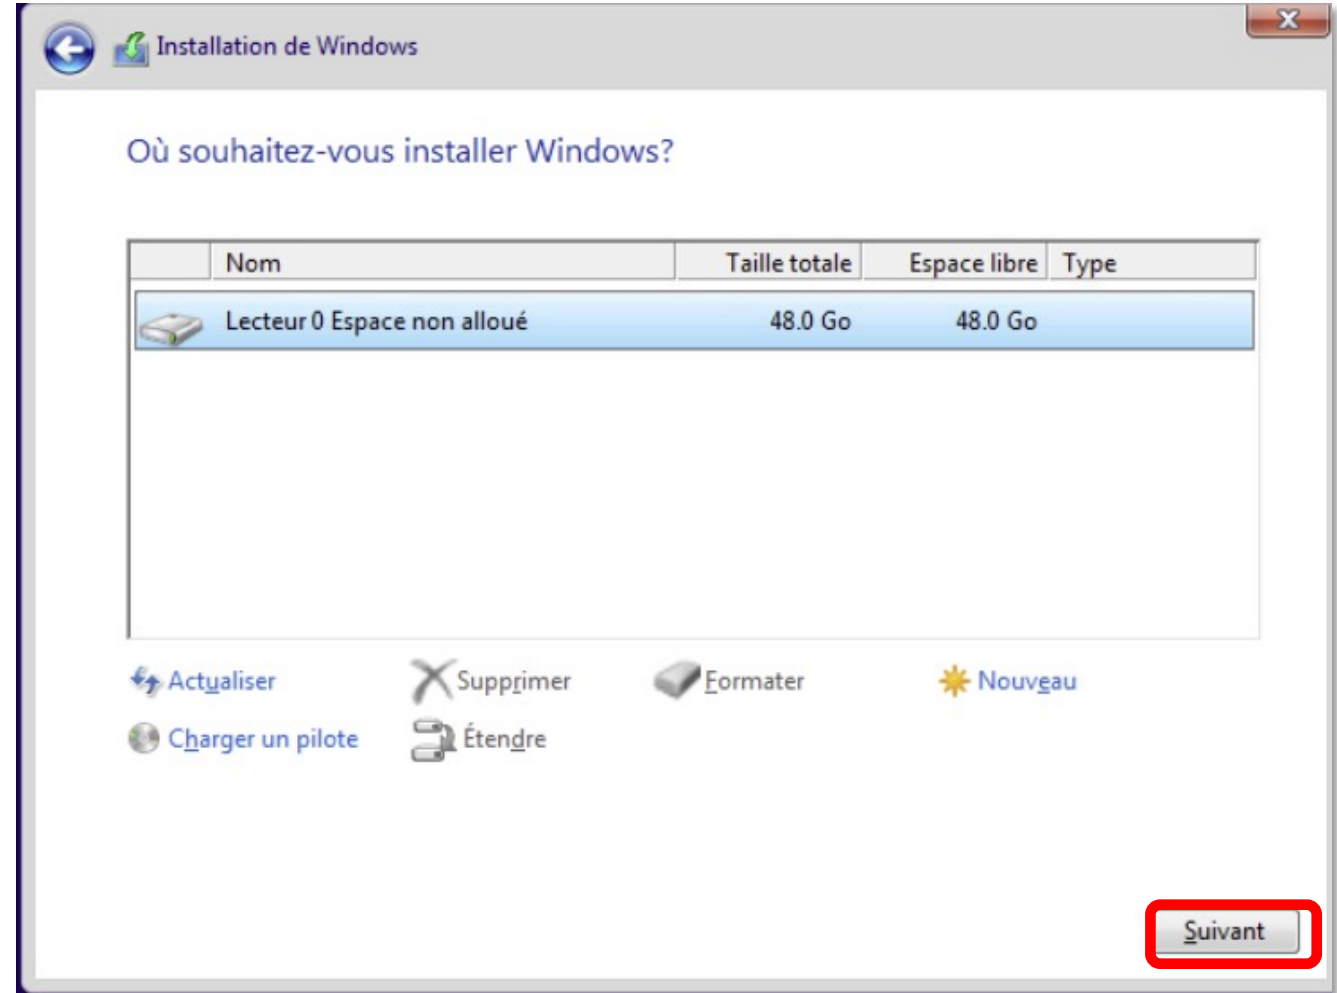 Installation de Windows
Où souhaitez-vous installer Windows?
Nom Taille totale Espace libre Type
Lecteur 0 Espace non alloué 48.0 Go 48.0 Go
Actualiser Supprimer Formater Nouveau
Charger un pilote Étendre
Suivant